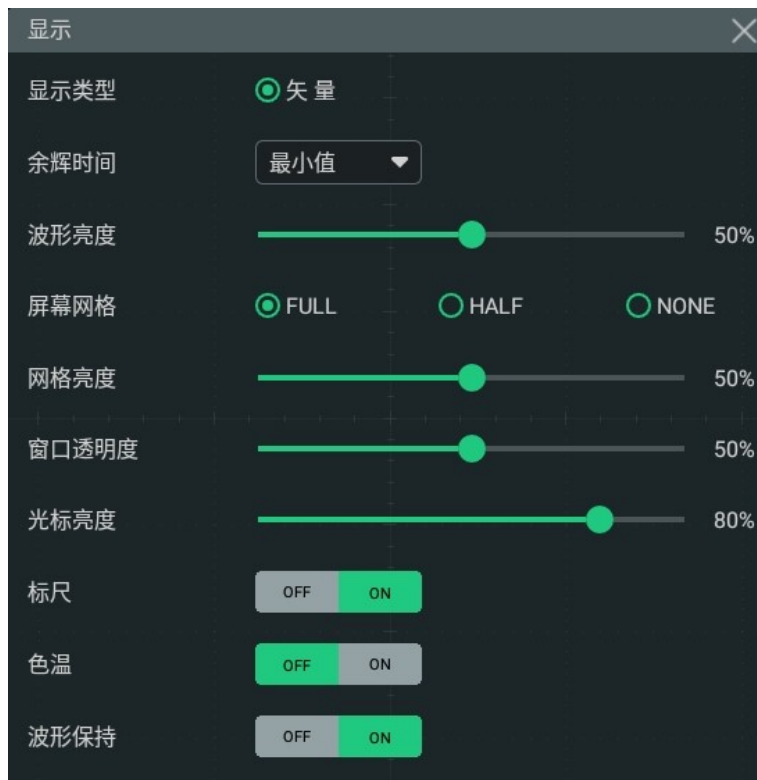 显示
显示类型 矢量
余辉时间 最小值
波形亮度 50%
屏幕网格 FULL HALF NONE
网格亮度 50%
窗口透明度 50%
光标亮度 80%
标尺 OFF ON
色温 OFF ON
波形保持 OFF ON